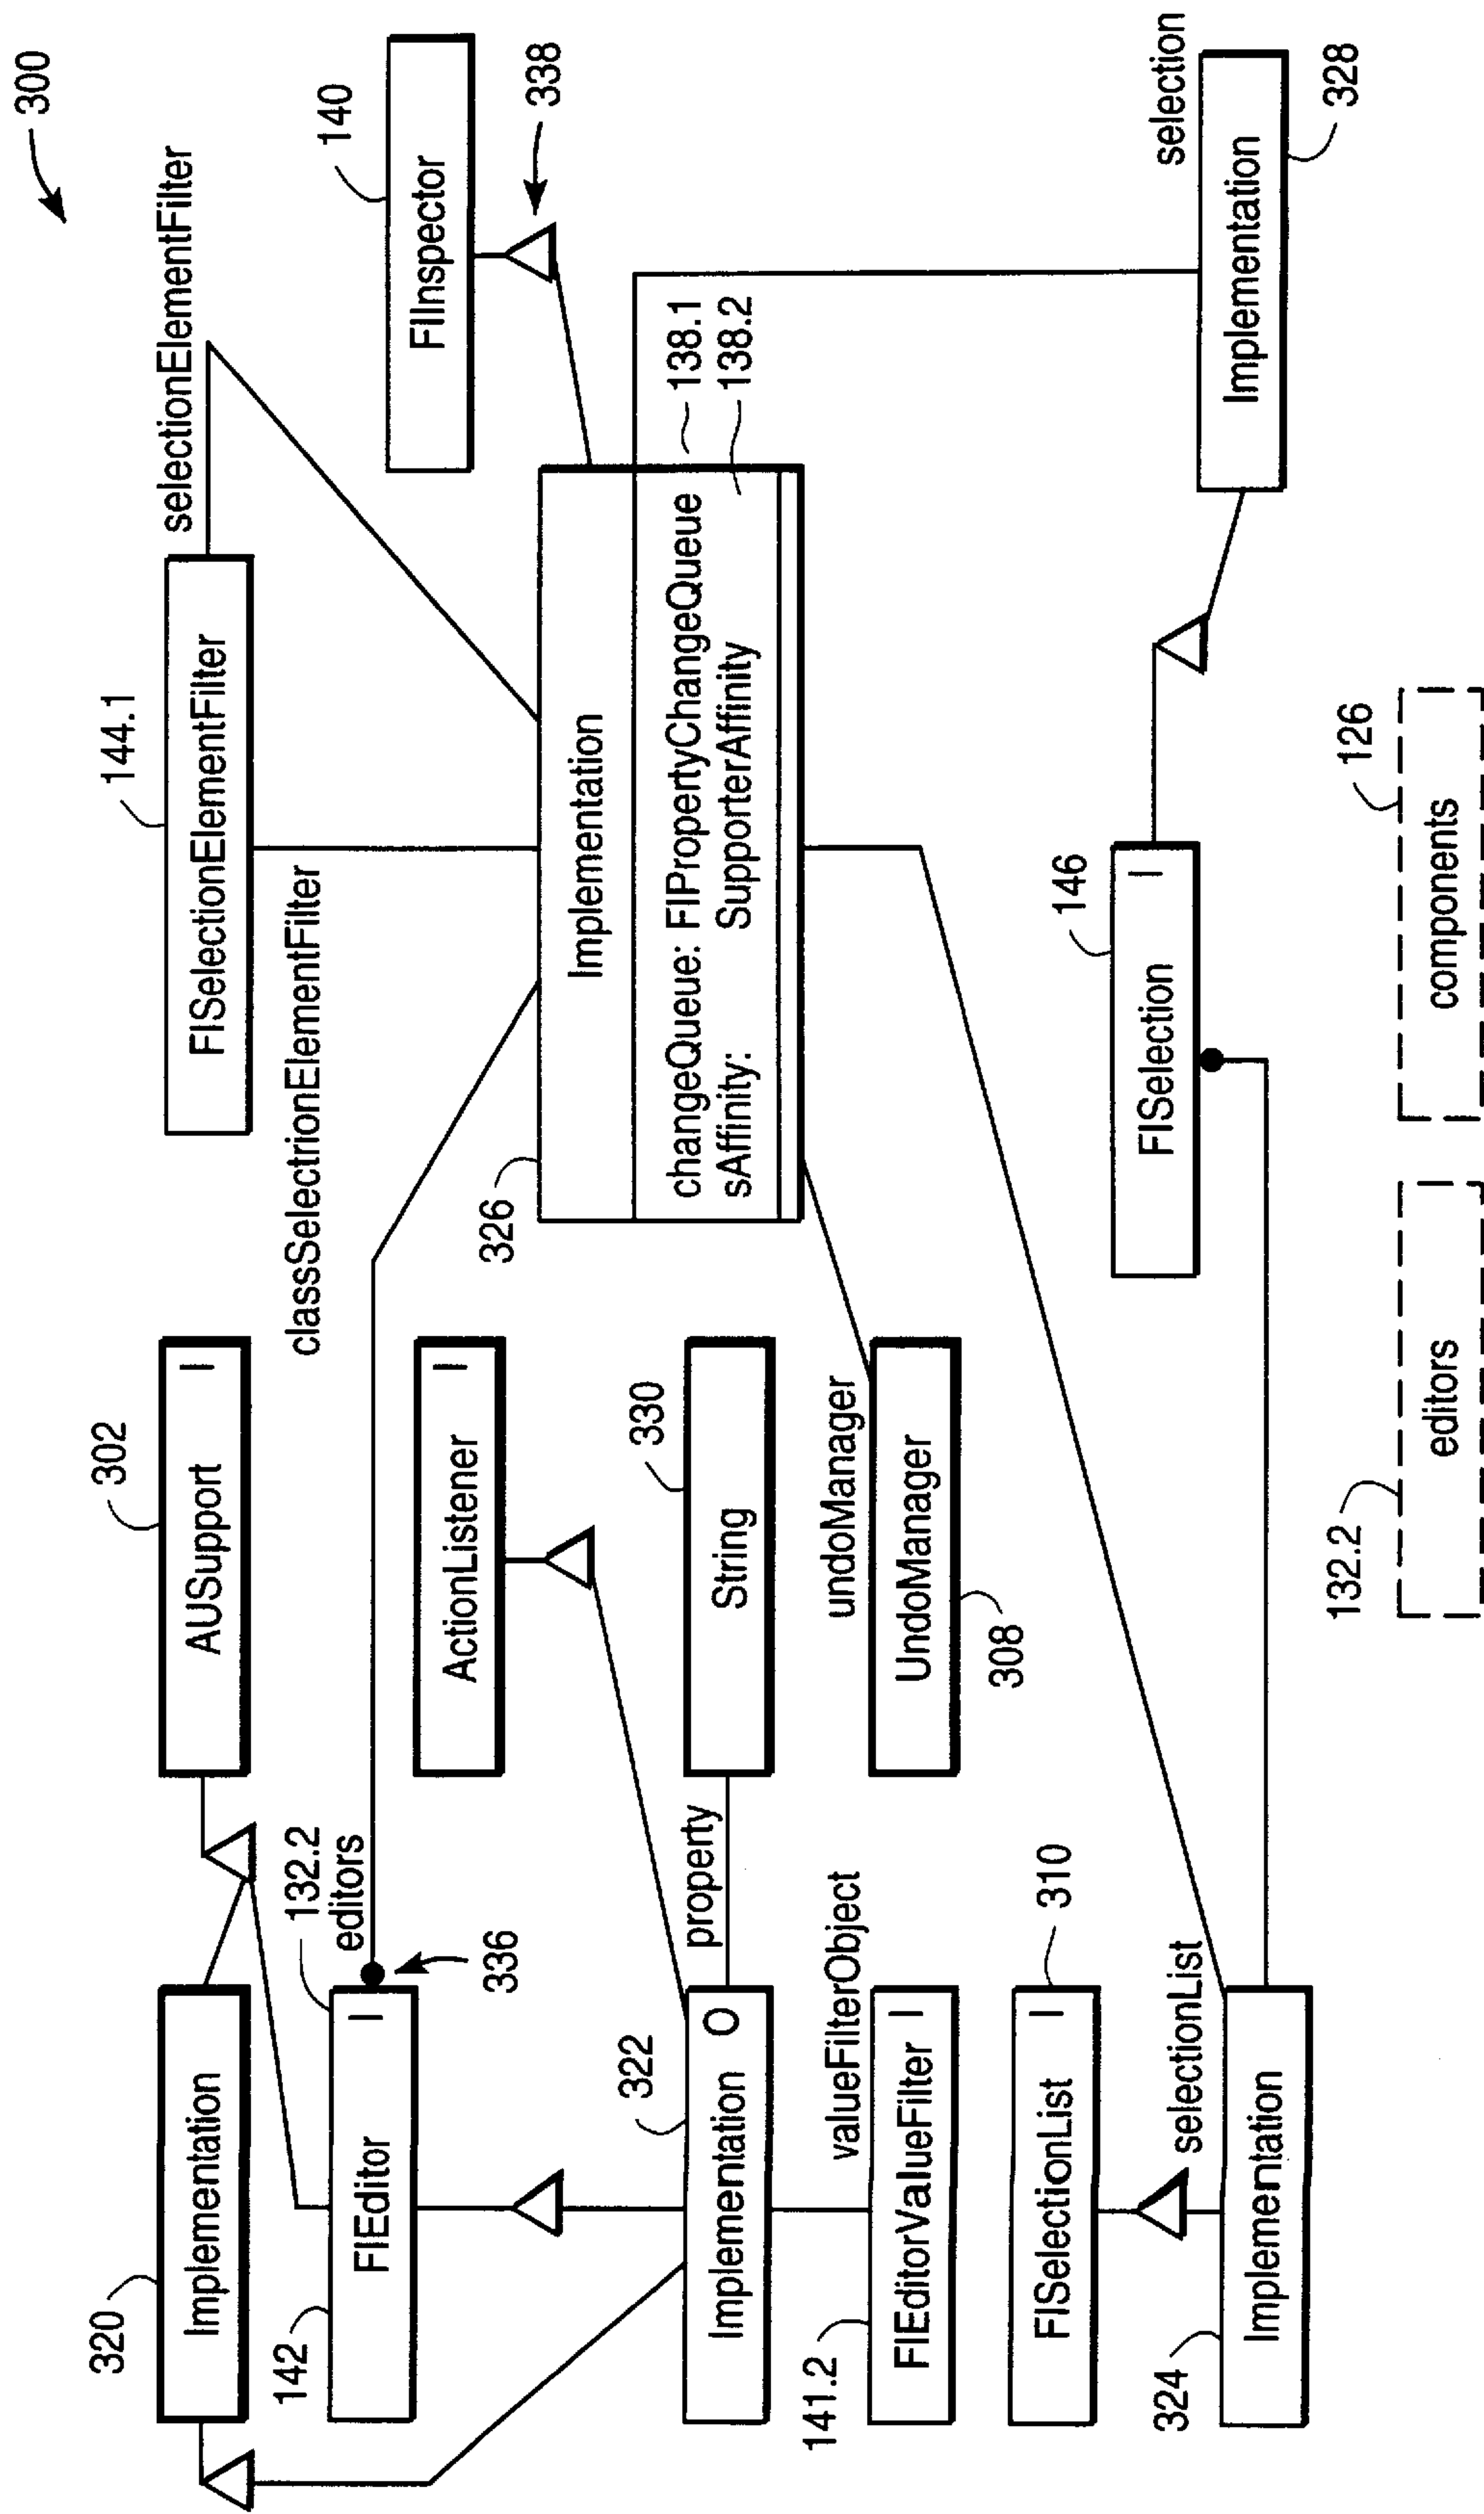 300
320
Implementation
302
AUSupport I
144.1
FISelectionElementFilter
selectionElementFilter
142
FIEditor I
132.2
editors
336
classSelectrionElementFilter
140
FIInspector
338
ActionListener I
326
Implementation
changeQueue: FIPropertyChangeQueue
sAffinity: SupporterAffinity
138.1
138.2
322
Implementation O
property
330
String
141.2
FIEditorValueFilter I
valueFilterObject
undoManager
UndoManager
308
310
FISelectionList I
146
FISelection I
selection
Implementation
328
324
selectionList
Implementation
132.2
editors
126
components